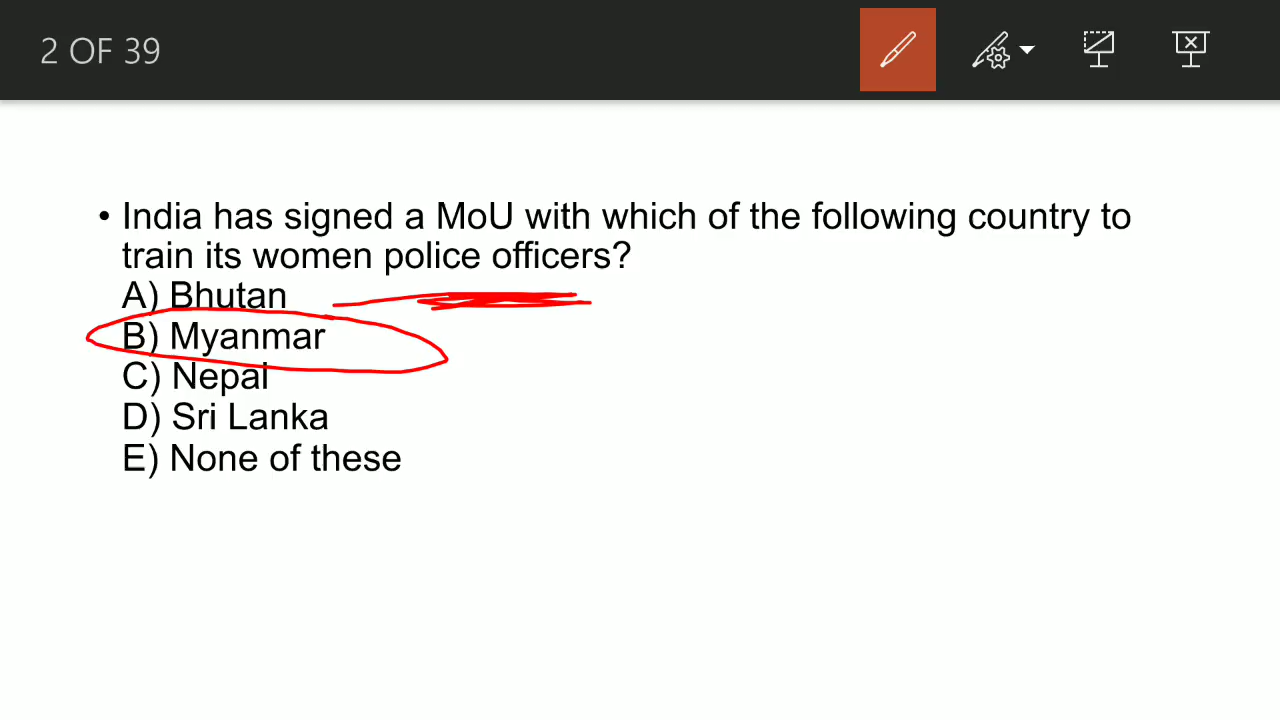 2 OF 39
• India has signed a MoU with which of the following country to
train its women police officers?
A) Bhutan
B) Myanmar
C) Nepal
D) Sri Lanka
E) None of these